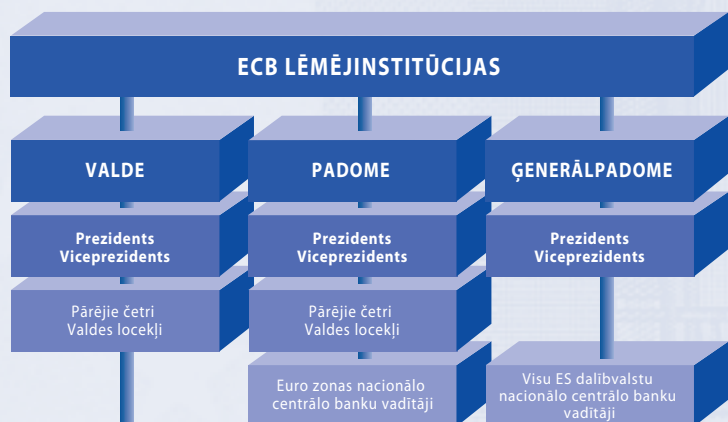 ECB LĒMĒJINSTITŪCIJAS
VALDE
PADOME
ĢENERĀLPADOME
Prezidents
Viceprezidents
Prezidents
Viceprezidents
Prezidents
Viceprezidents
Pārējie četri
Valdes locekļi
Pārējie četri
Valdes locekļi
Euro zonas nacionālo
centrālo banku vadītāji
Visu ES dalībvalstu
nacionālo centrālo banku
vadītāji